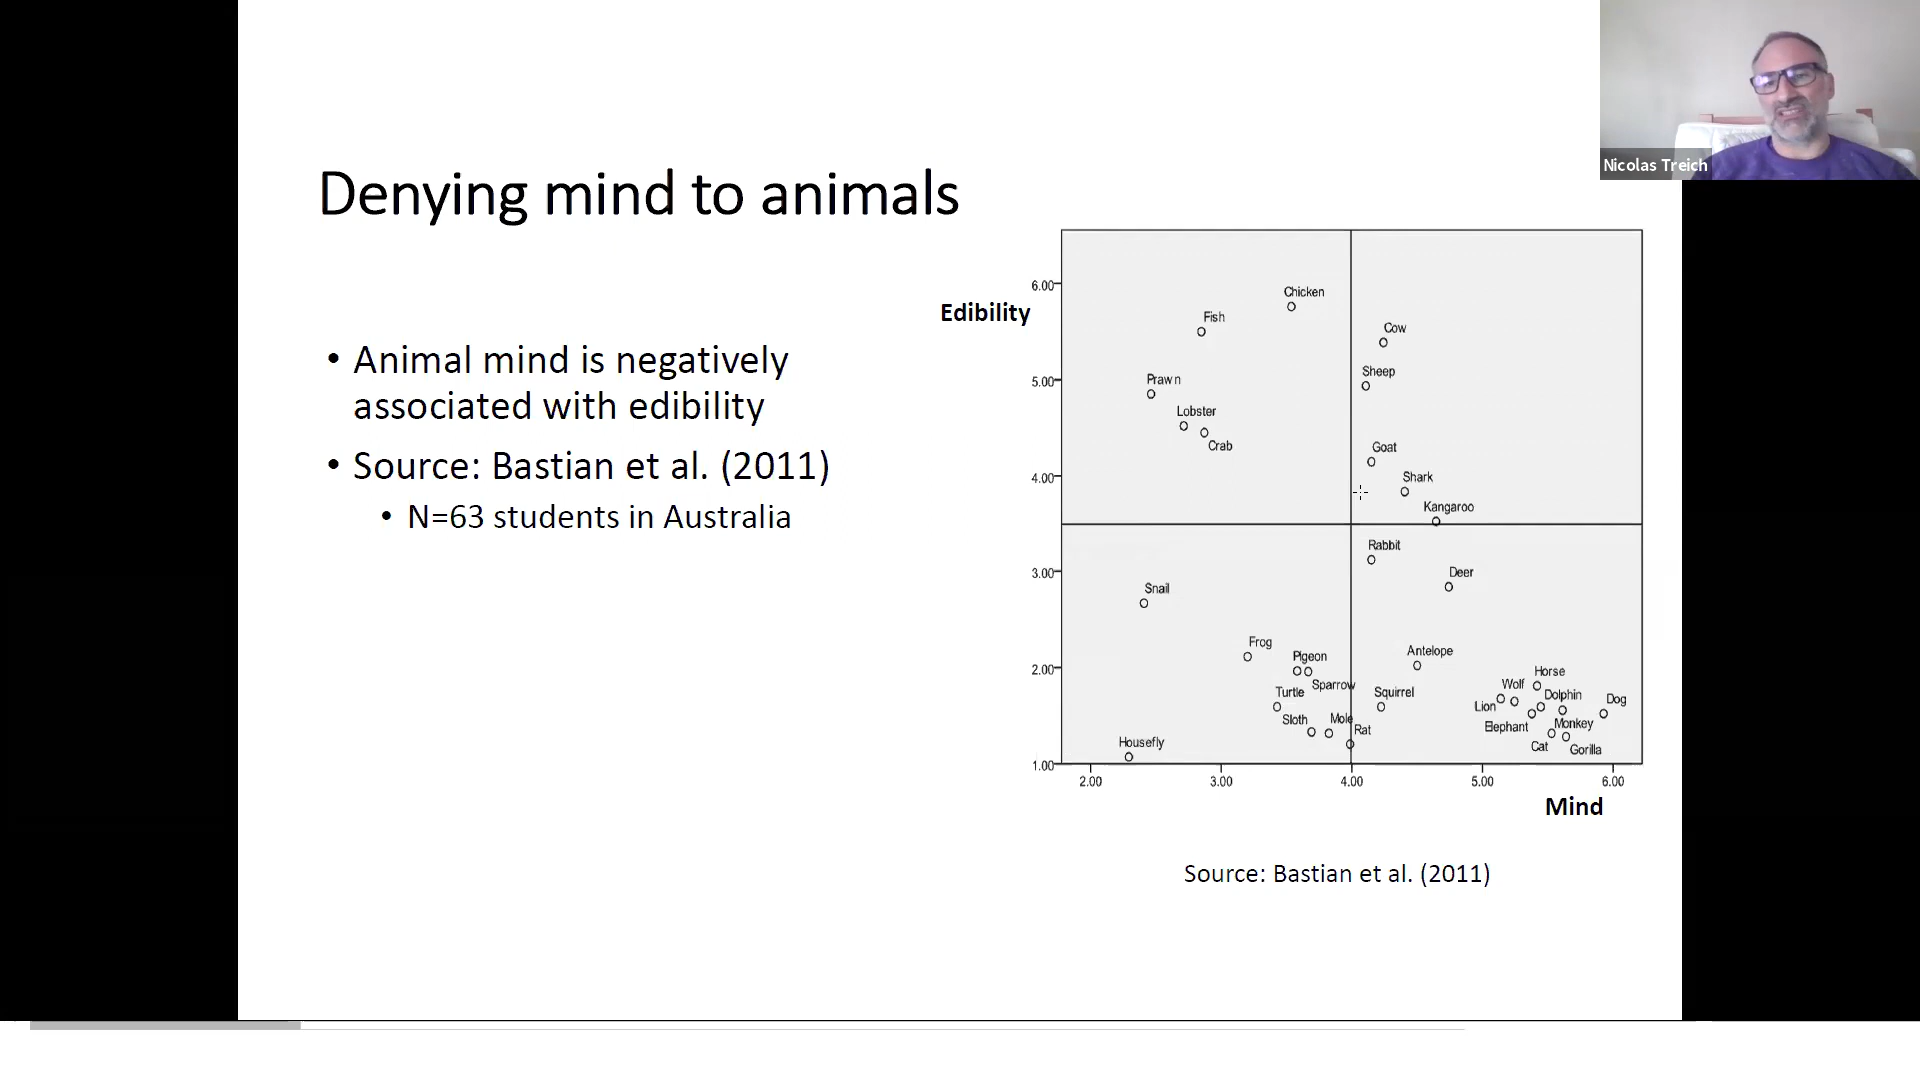 Nicolas Treich
Denying mind to animals
• Animal mind is negatively
associated with edibility
• Source: Bastian et al. (2011)
• N=63 students in Australia
Edibility
6.00
5.00
4.00
3.00
2.00
1.00
Chicken
Fish
Cow
Sheep
Prawn
Lobster
Crab
Goat
Shark
Kangaroo
Rabbit
Deer
Snail
Frog
Pigeon
Antelope
Sparrow
Horse
Turtle
Squirrel
Wolf
Dolphin
Dog
Lion
Sloth
Mole
Elephant
Monkey
Rat
Housefly
Cat
Gorilla
2.00 3.00 4.00 5.00 6.00
Mind
Source: Bastian et al. (2011)